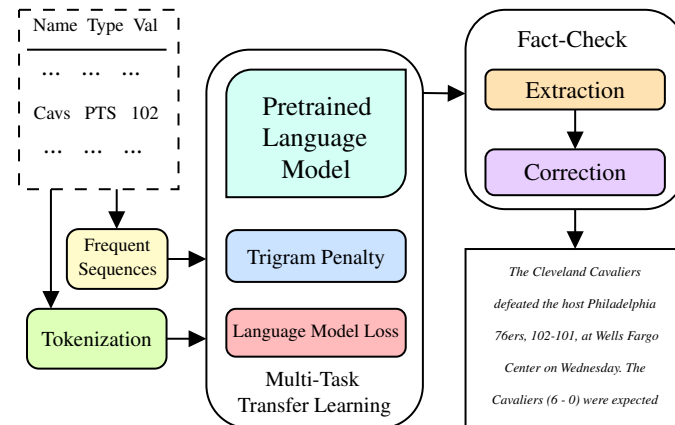 Name Type Val
... ... ...
Cavs PTS 102
... ... ...
Frequent
Sequences
Tokenization
Pretrained
Language
Model
Trigram Penalty
Language Model Loss
Multi-Task
Transfer Learning
Fact-Check
Extraction
Correction
The Cleveland Cavaliers
defeated the host Philadelphia
76ers, 102-101, at Wells Fargo
Center on Wednesday. The
Cavaliers (6 - 0) were expected